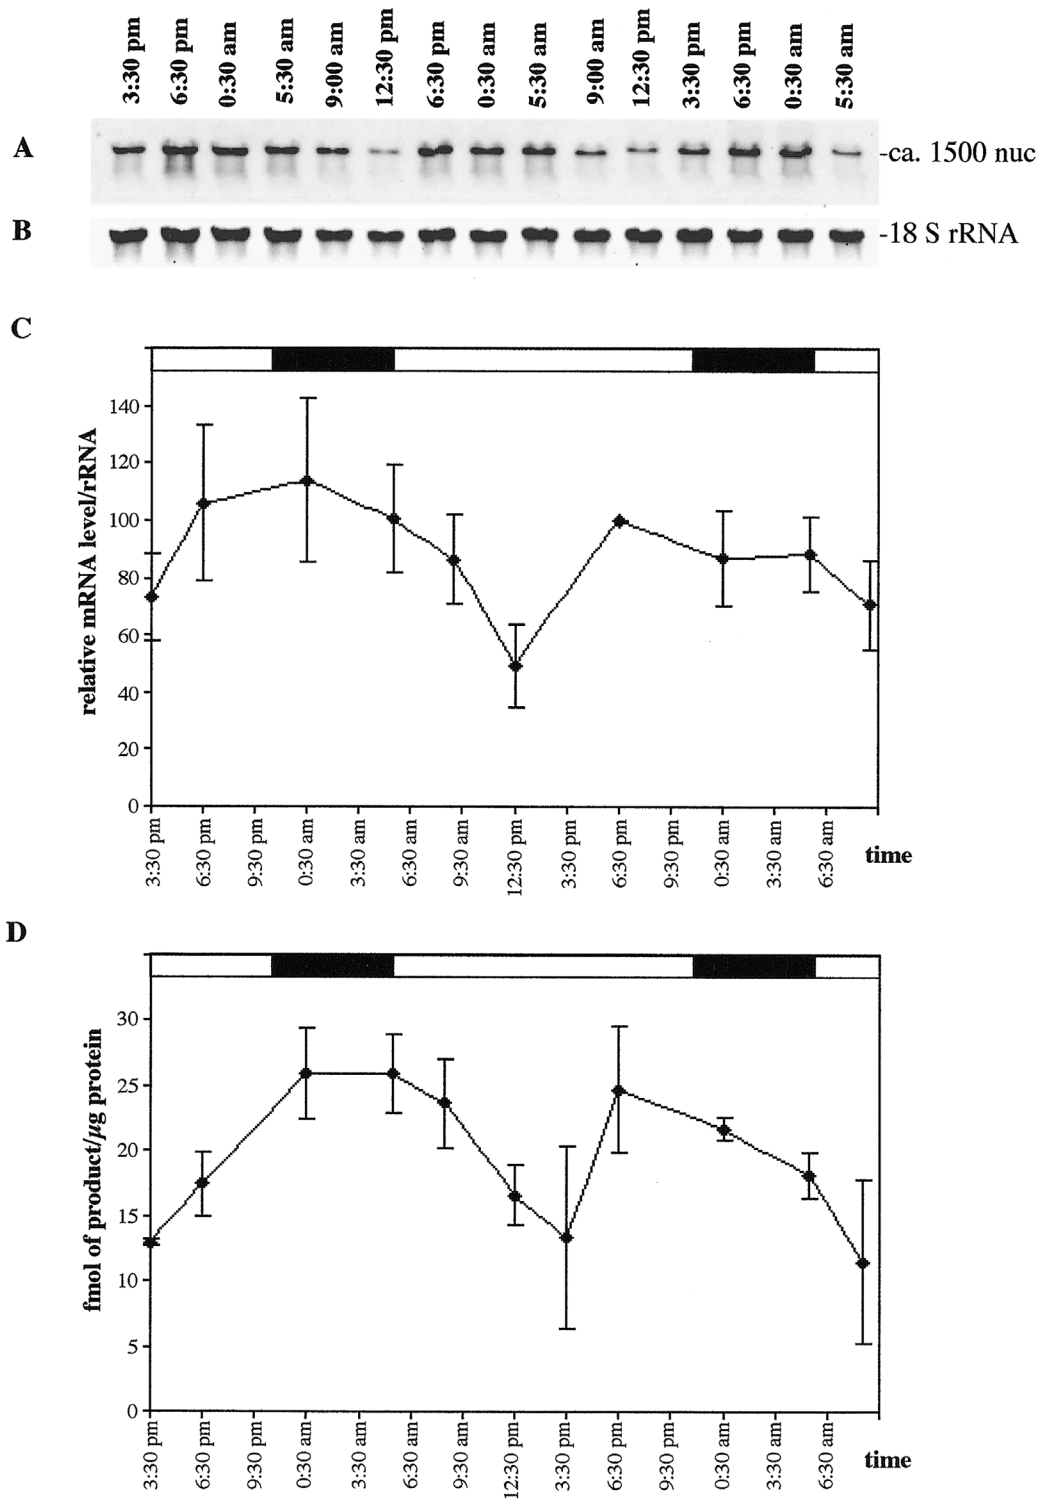 3:30 pm 6:30 pm 0:30 am 5:30 am 9:00 am 12:30 pm 6:30 pm 0:30 am 5:30 am 9:00 am 12:30 pm 3:30 pm 6:30 pm 0:30 am 5:30 am
A -ca. 1500 nuc
B -18 S rRNA
C
relative mRNA level/rRNA
140
120
100
80
60
40
20
0
3:30 pm 6:30 pm 9:30 pm 0:30 am 3:30 am 6:30 am 9:30 am 12:30 pm 3:30 pm 6:30 pm 9:30 pm 0:30 am 3:30 am 6:30 am
time
D
fmol of product/µg protein
30
25
20
15
10
5
0
3:30 pm 6:30 pm 9:30 pm 0:30 am 3:30 am 6:30 am 9:30 am 12:30 pm 3:30 pm 6:30 pm 9:30 pm 0:30 am 3:30 am 6:30 am
time